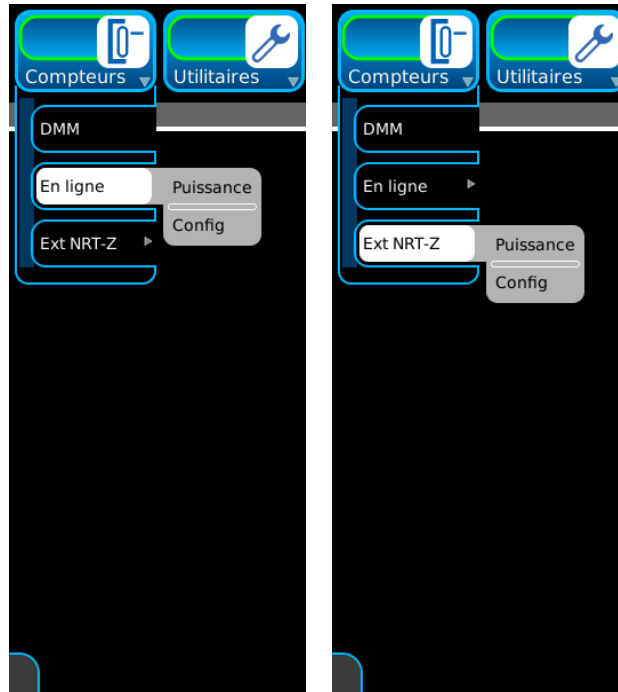 Compteurs
Utilitaires
DMM
En ligne
Puissance
Config
Ext NRT-Z
Compteurs
Utilitaires
DMM
En ligne
Ext NRT-Z
Puissance
Config